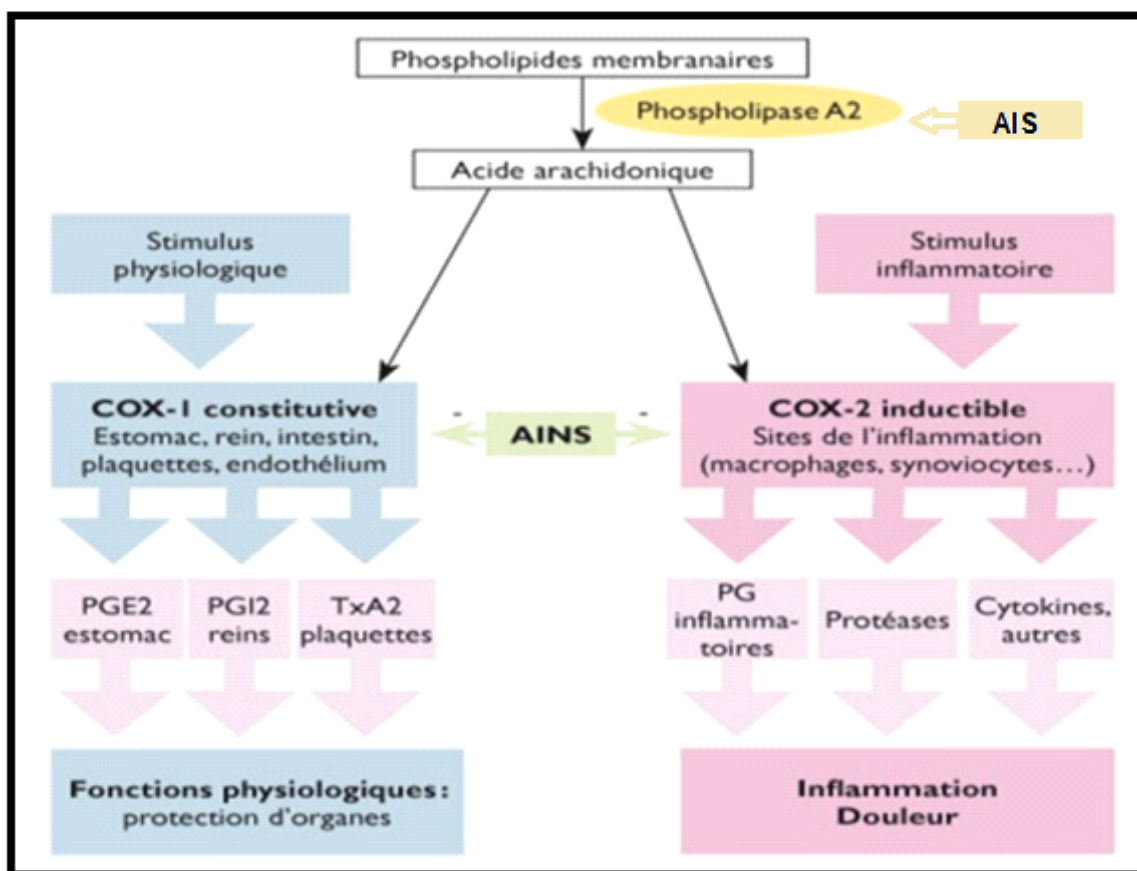 Phospholipides membranaires
Phospholipase A2
AIS
Acide arachidonique
Stimulus
physiologique
Stimulus
inflammatoire
COX-1 constitutive
Estomac, rein, intestin,
plaquettes, endothélium
- AINS -
COX-2 inductible
Sites de l'inflammation
(macrophages, synoviocytes...)
PGE2
estomac
PGI2
reins
TxA2
plaquettes
PG
inflamma-
toires
Protéases
Cytokines,
autres
Fonctions physiologiques :
protection d'organes
Inflammation
Douleur